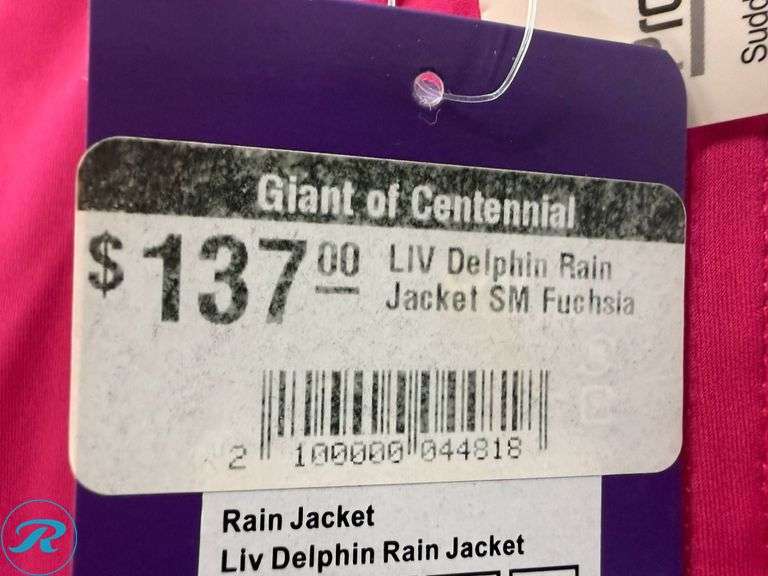 Sudd
Giant of Centennial
$137.00 LIV Delphin Rain
Jacket SM Fuchsia
2 100000 044818
Rain Jacket
Liv Delphin Rain Jacket
R